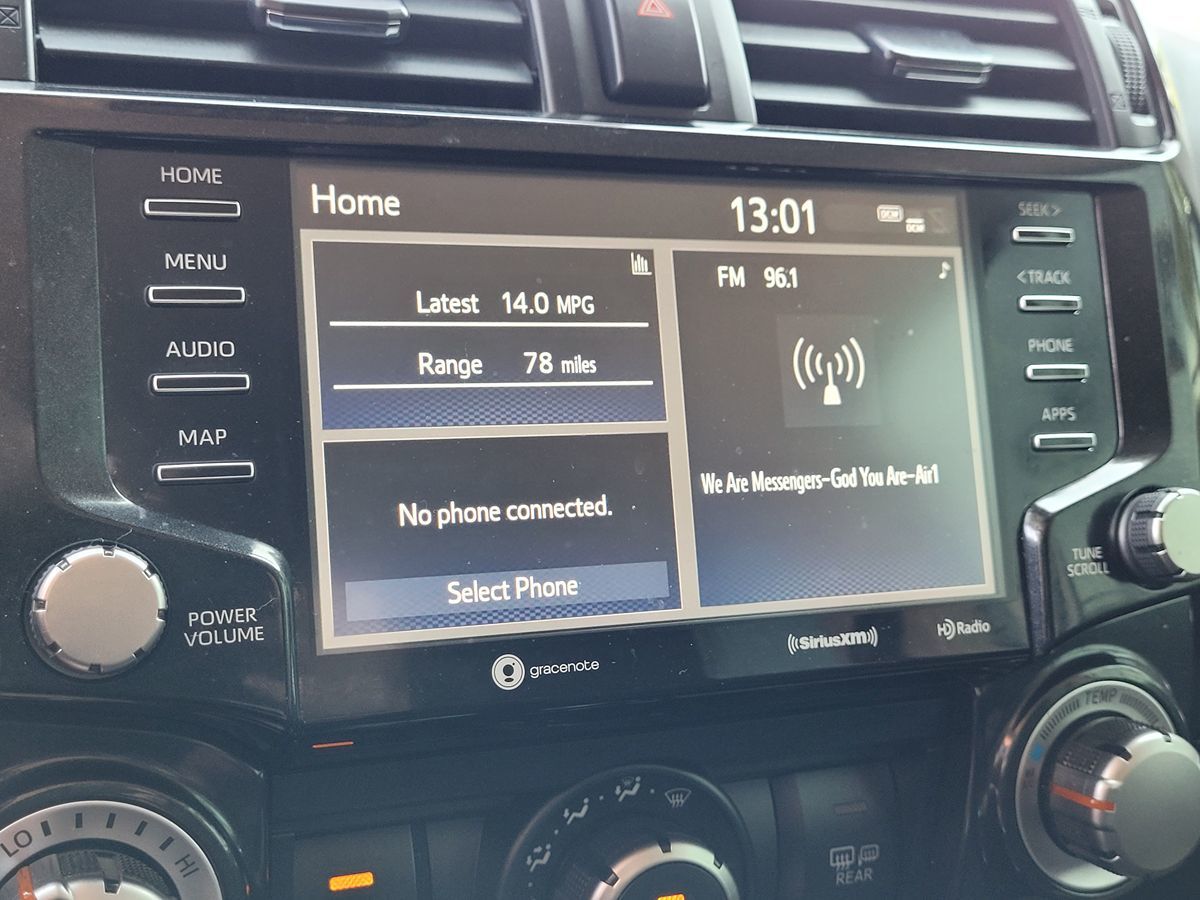 HOME
MENU
AUDIO
MAP
POWER
VOLUME
Home
13:01
DCM
DCM
Latest 14.0 MPG
Range 78 miles
No phone connected.
Select Phone
FM 96.1
We Are Messengers-God You Are-Air1
SEEK >
< TRACK
PHONE
APPS
TUNE
SCROLL
gracenote
((SiriusXM))
HD Radio
TEMP
LO
HI
REAR